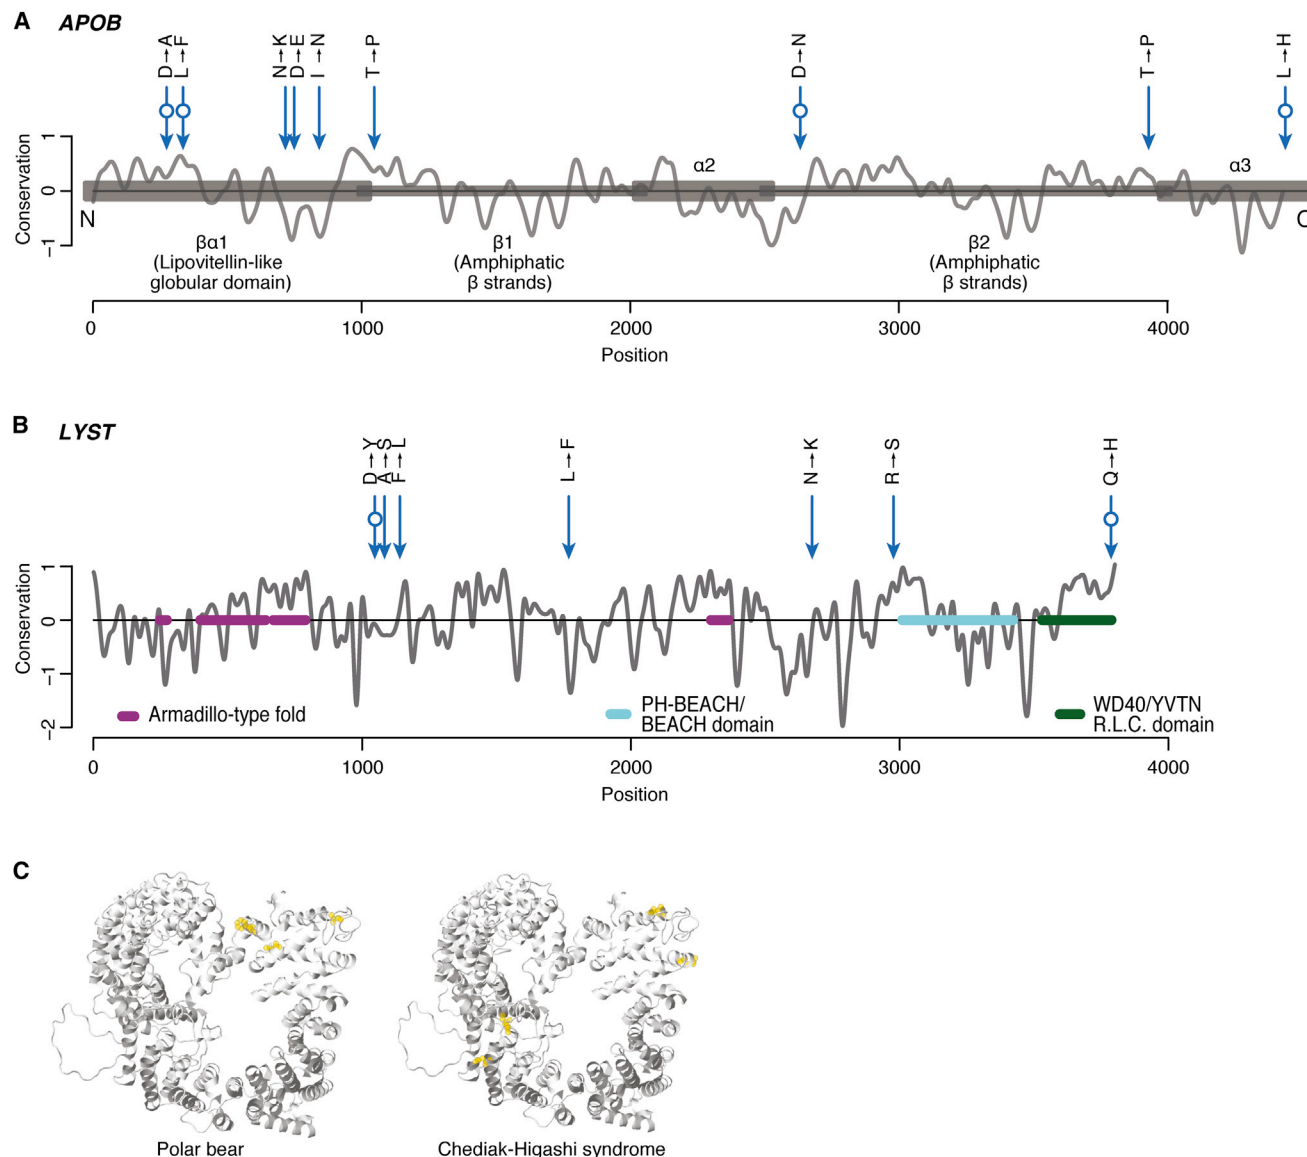 A APOB
D→A
L→F
N→K
D→E
I→N
T→P
D→N
T→P
L→H
Conservation
1
0
−1
N
α2
α3
C
βα1
(Lipovitellin-like
globular domain)
β1
(Amphiphatic
β strands)
β2
(Amphiphatic
β strands)
0 1000 2000 3000 4000
Position
B LYST
D→Y
A→S
F→L
L→F
N→K
R→S
Q→H
Conservation
1
0
−1
−2
Armadillo-type fold
PH-BEACH/
BEACH domain
WD40/YVTN
R.L.C. domain
0 1000 2000 3000 4000
Position
C
Polar bear
Chediak-Higashi syndrome